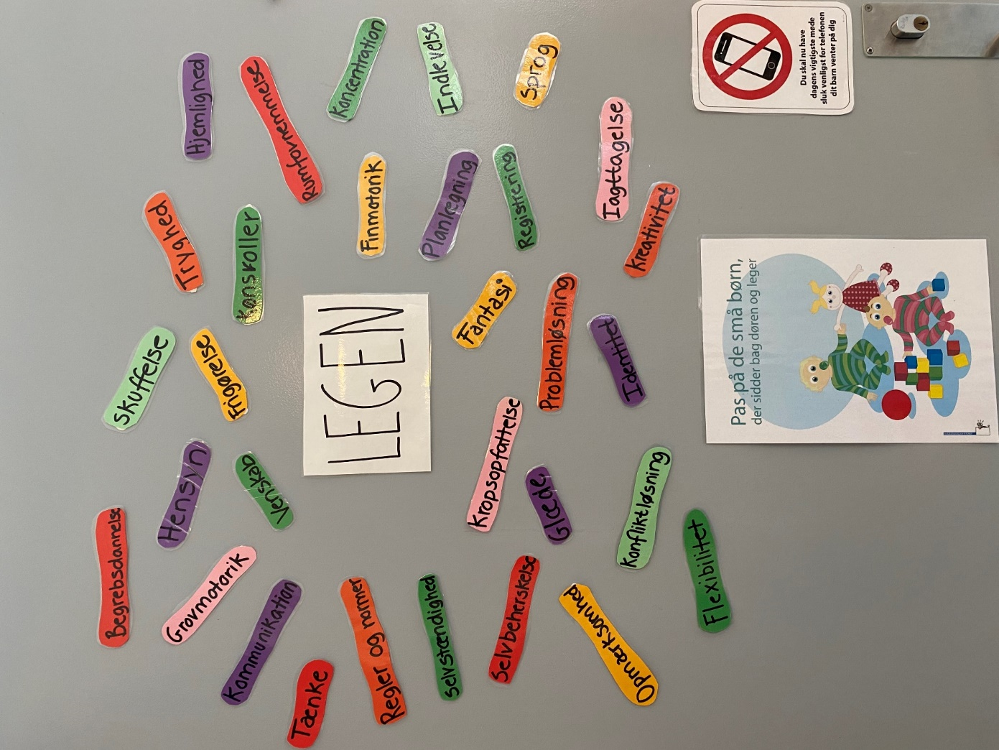 Begrebsdannelse
Skuffelse
Hensyn
Tryghed
Hjemlighed
Grovmotorik
Venskab
Frigørelse
Kønsroller
Rumfornemmelse
Kommunikation
Tænke
LEGEN
Koncentration
Regler og normer
Finmotorik
Selvstændighed
Planlægning
Indlevelse
Selvbeherskelse
Kropsopfattelse
Fantasi
Registrering
Sprog
Glæde
Problemløsning
Opmærksomhed
Identitet
Iagttagelse
Konfliktløsning
Kreativitet
Flexibilitet
Pas på de små børn,
der sidder bag døren og leger
Du skal nu have
dagens vigtigste møde
sluk venligst for telefonen
dit barn venter på dig